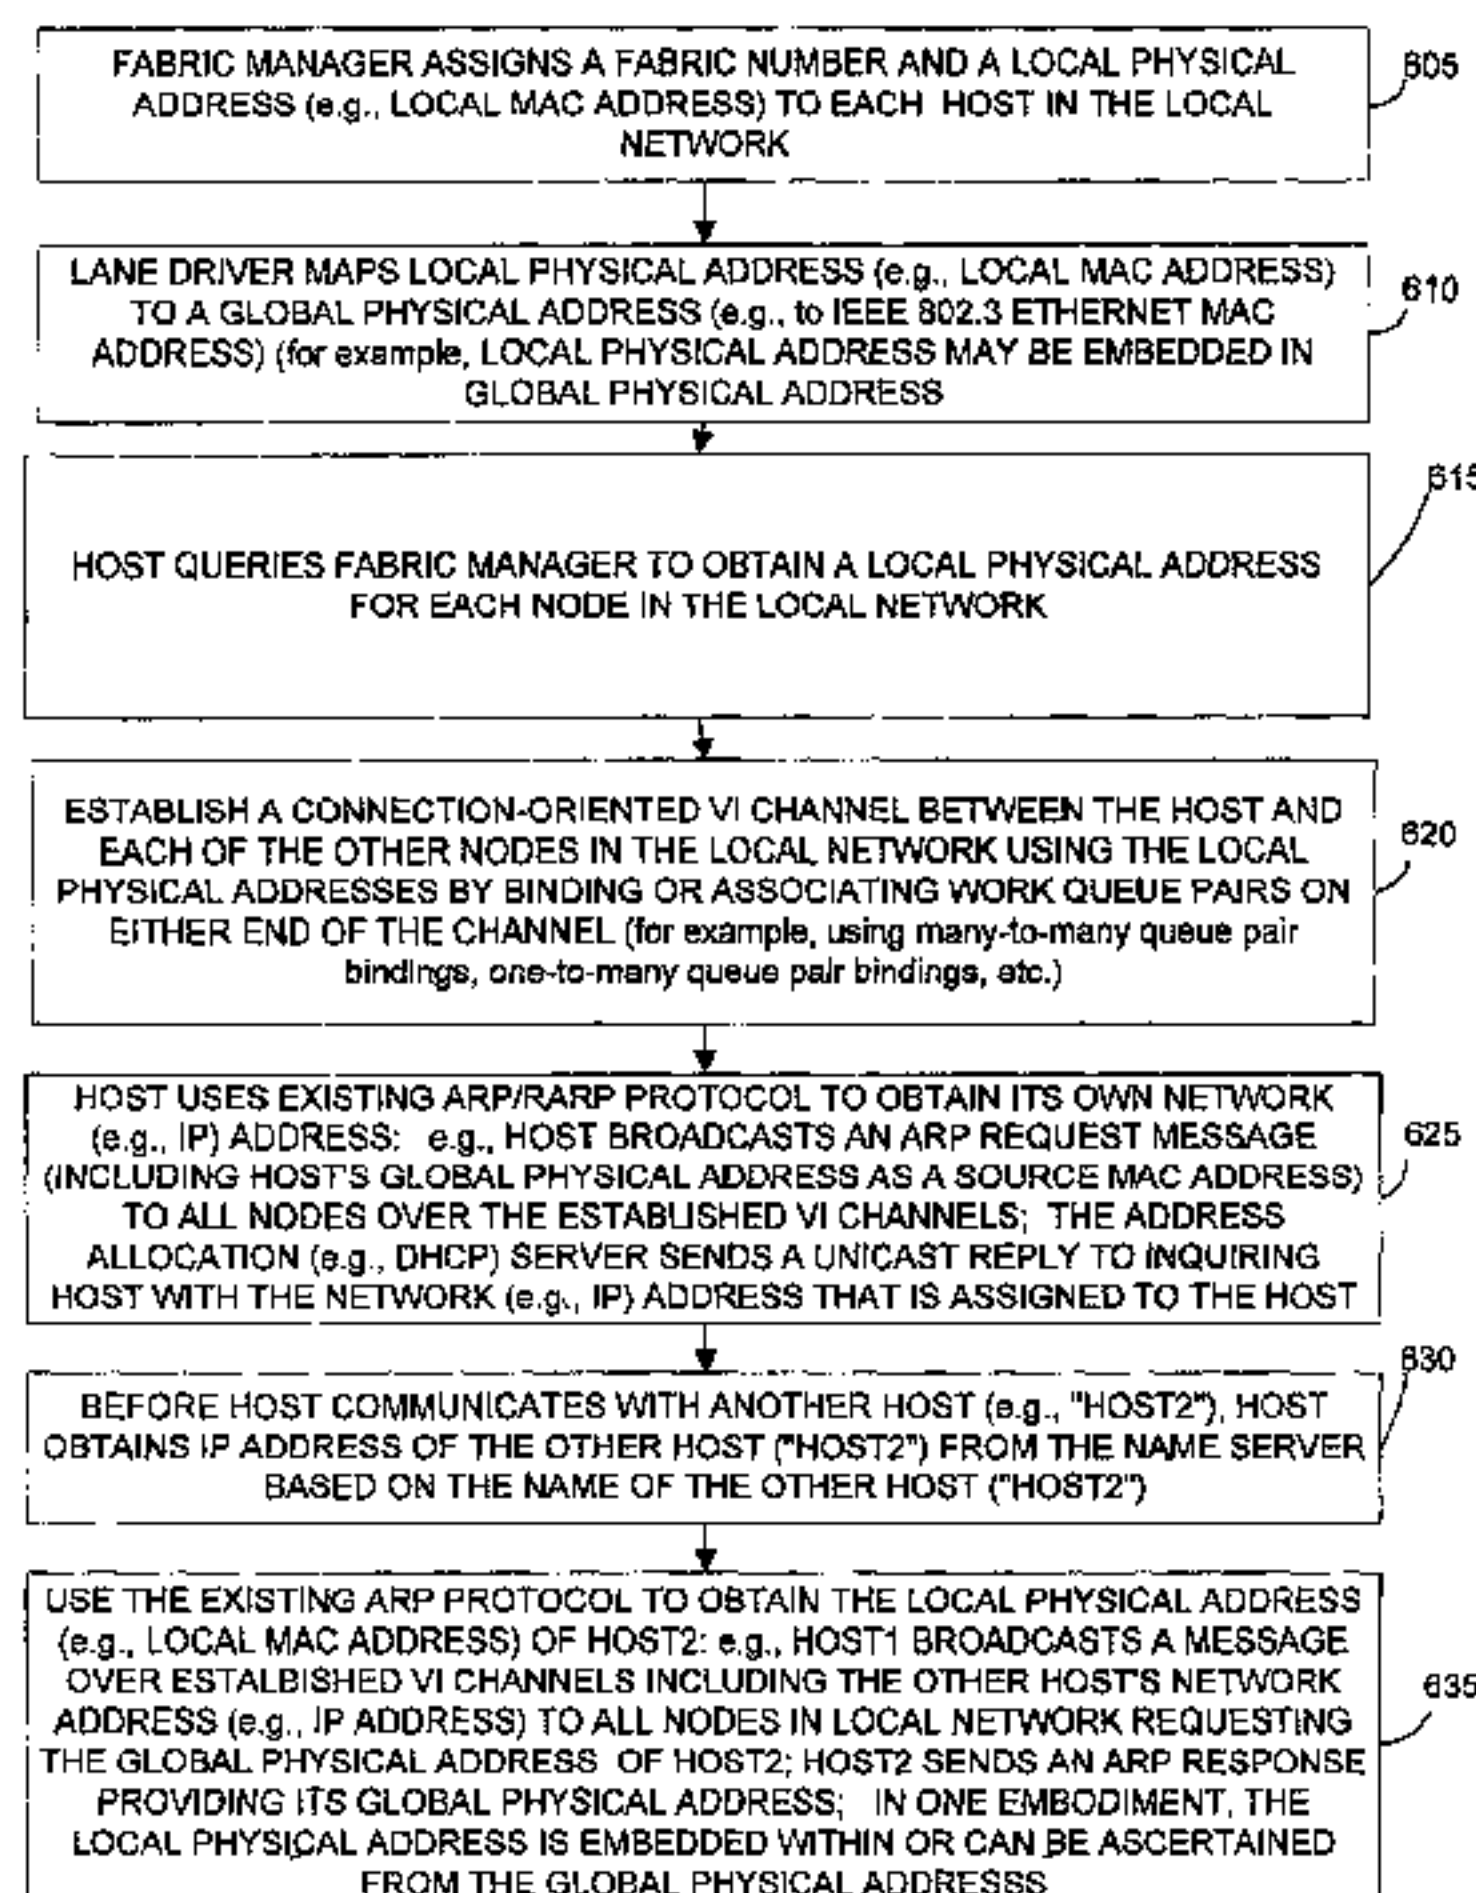 FABRIC MANAGER ASSIGNS A FABRIC NUMBER AND A LOCAL PHYSICAL
ADDRESS (e.g., LOCAL MAC ADDRESS) TO EACH HOST IN THE LOCAL
NETWORK
605
LANE DRIVER MAPS LOCAL PHYSICAL ADDRESS (e.g., LOCAL MAC ADDRESS)
TO A GLOBAL PHYSICAL ADDRESS (e.g., to IEEE 802.3 ETHERNET MAC
ADDRESS) (for example, LOCAL PHYSICAL ADDRESS MAY BE EMBEDDED IN
GLOBAL PHYSICAL ADDRESS
610
HOST QUERIES FABRIC MANAGER TO OBTAIN A LOCAL PHYSICAL ADDRESS
FOR EACH NODE IN THE LOCAL NETWORK
615
ESTABLISH A CONNECTION-ORIENTED VI CHANNEL BETWEEN THE HOST AND
EACH OF THE OTHER NODES IN THE LOCAL NETWORK USING THE LOCAL
PHYSICAL ADDRESSES BY BINDING OR ASSOCIATING WORK QUEUE PAIRS ON
EITHER END OF THE CHANNEL (for example, using many-to-many queue pair
bindings, one-to-many queue pair bindings, etc.)
620
HOST USES EXISTING ARP/RARP PROTOCOL TO OBTAIN ITS OWN NETWORK
(e.g., IP) ADDRESS: e.g., HOST BROADCASTS AN ARP REQUEST MESSAGE
(INCLUDING HOST'S GLOBAL PHYSICAL ADDRESS AS A SOURCE MAC ADDRESS)
TO ALL NODES OVER THE ESTABLISHED VI CHANNELS; THE ADDRESS
ALLOCATION (e.g., DHCP) SERVER SENDS A UNICAST REPLY TO INQUIRING
HOST WITH THE NETWORK (e.g., IP) ADDRESS THAT IS ASSIGNED TO THE HOST
625
BEFORE HOST COMMUNICATES WITH ANOTHER HOST (e.g., "HOST2"), HOST
OBTAINS IP ADDRESS OF THE OTHER HOST ("HOST2") FROM THE NAME SERVER
BASED ON THE NAME OF THE OTHER HOST ("HOST2")
630
USE THE EXISTING ARP PROTOCOL TO OBTAIN THE LOCAL PHYSICAL ADDRESS
(e.g., LOCAL MAC ADDRESS) OF HOST2: e.g., HOST1 BROADCASTS A MESSAGE
OVER ESTALBISHED VI CHANNELS INCLUDING THE OTHER HOST'S NETWORK
ADDRESS (e.g., IP ADDRESS) TO ALL NODES IN LOCAL NETWORK REQUESTING
THE GLOBAL PHYSICAL ADDRESS OF HOST2; HOST2 SENDS AN ARP RESPONSE
PROVIDING ITS GLOBAL PHYSICAL ADDRESS; IN ONE EMBODIMENT, THE
LOCAL PHYSICAL ADDRESS IS EMBEDDED WITHIN OR CAN BE ASCERTAINED
FROM THE GLOBAL PHYSICAL ADDRESSS
635